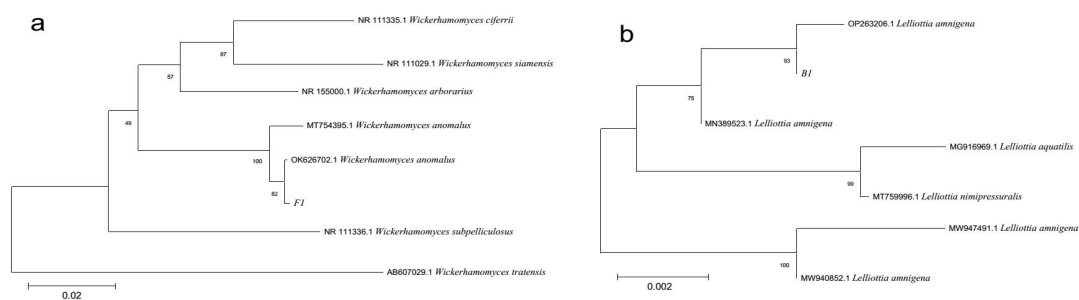 a
NR 111335.1 Wickerhamomyces ciferrii
87
NR 111029.1 Wickerhamomyces siamensis
57
NR 155000.1 Wickerhamomyces arborarius
49
MT754395.1 Wickerhamomyces anomalus
100
OK626702.1 Wickerhamomyces anomalus
82
F1
NR 111336.1 Wickerhamomyces subpelliculosus
AB607029.1 Wickerhamomyces tratensis
0.02
b
OP263206.1 Lelliottia amnigena
93
B1
75
MN389523.1 Lelliottia amnigena
MG916969.1 Lelliottia aquatilis
99
MT759996.1 Lelliottia nimipressuralis
MW947491.1 Lelliottia amnigena
100
MW940852.1 Lelliottia amnigena
0.002